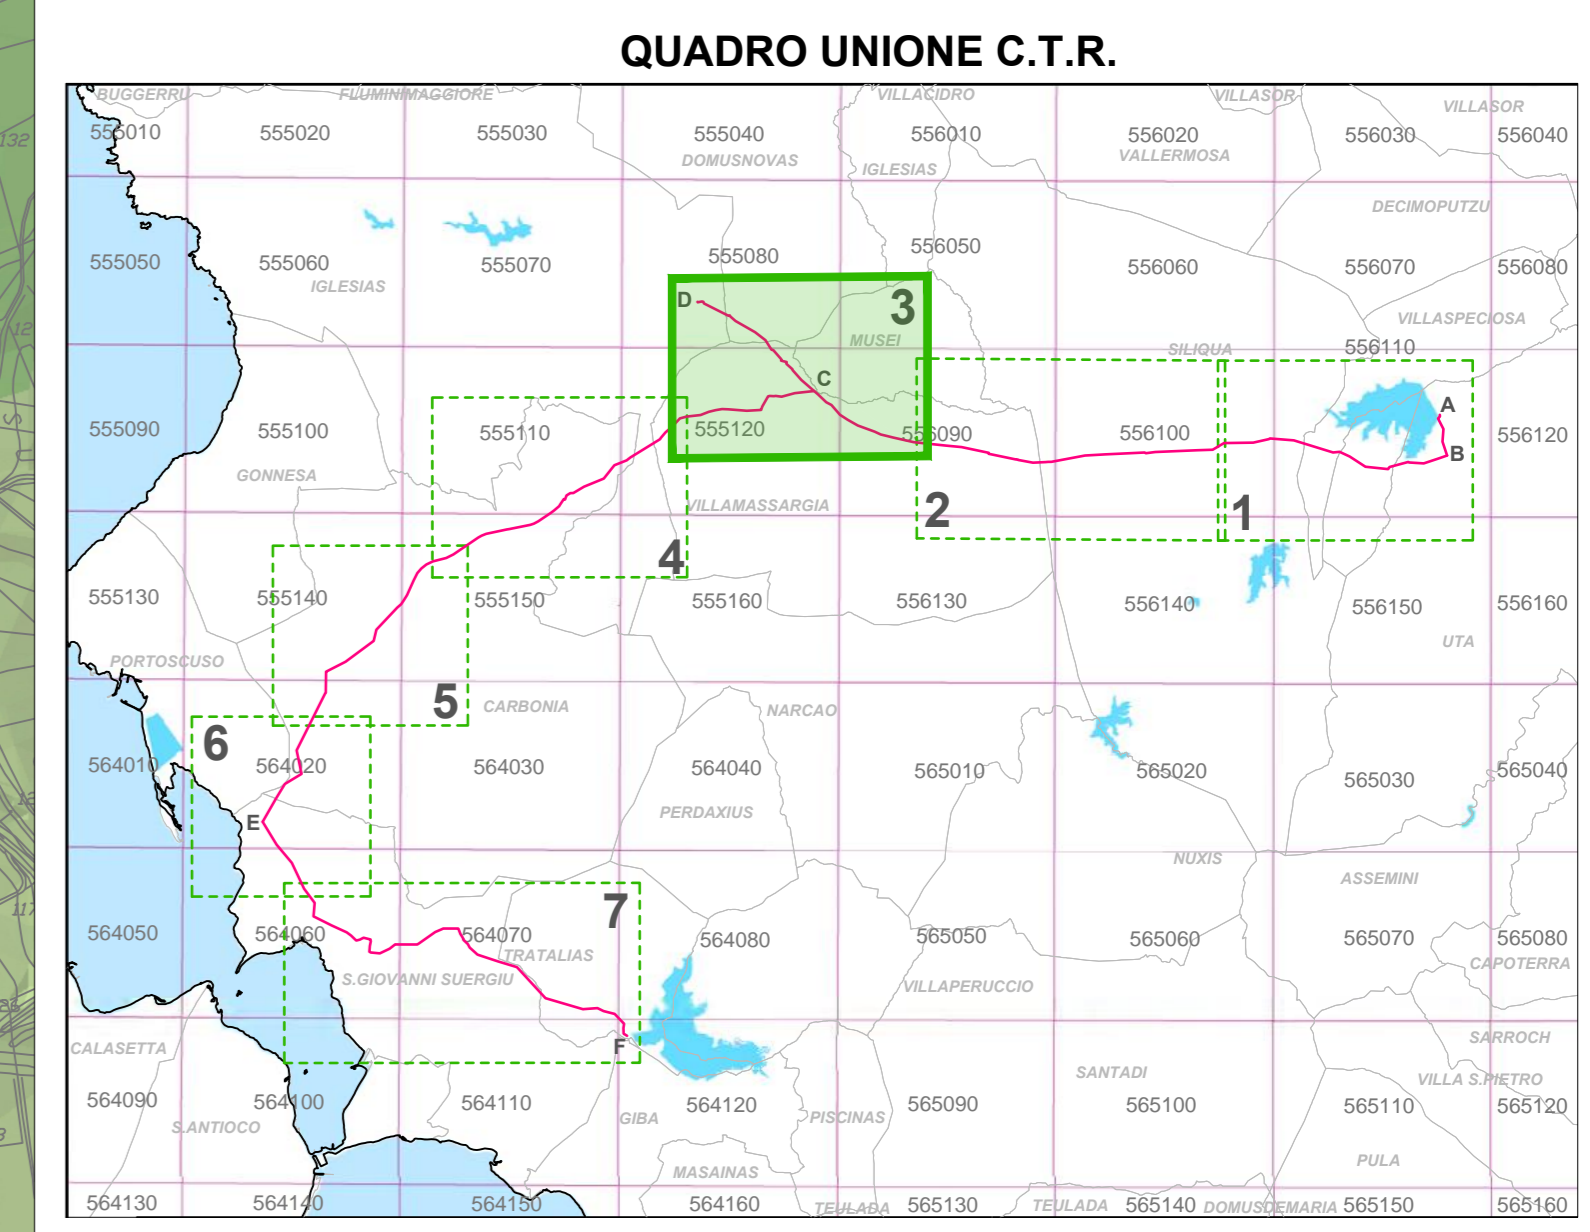 QUADRO UNIONE C.T.R.
BUGGERRU FLUMINIMAGGIORE VILLACIDRO VILLASOR VILLASOR
132 555010 555020 555030 555040 556010 556020 556030 556040
DOMUSNOVAS IGLESIAS VALLERMOSA
DECIMOPUTZU
555050 555060 555070 555080 556050 556060 556070 556080
IGLESIAS
D 3
MUSEI SILIQUA VILLASPECIOSA
556110
C A
555090 555100 555110 555120 556090 556100 B 556120
GONNESA
VILLAMASSARGIA 2 1
4
555130 555140 555150 555160 556130 556140 556150 556160
UTA
PORTOSCUSO
5 CARBONIA NARCAO
6
564010 564020 564030 564040 565010 565020 565030 565040
E PERDAXIUS
NUXIS
ASSEMINI
7
117
564050 564060 564070 564080 565050 565060 565070 565080
TRATALIAS CAPOTERRA
S.GIOVANNI SUERGIU VILLAPERUCCIO
F SARROCH
CALASETTA SANTADI VILLA S.PIETRO
564090 564100 564110 564120 565090 565100 565110 565120
S.ANTIOCO GIBA PISCINAS
MASAINAS PULA
564130 564140 564150 564160 TEULADA 565130 TEULADA 565140 DOMUSDEMARIA 565150 565160